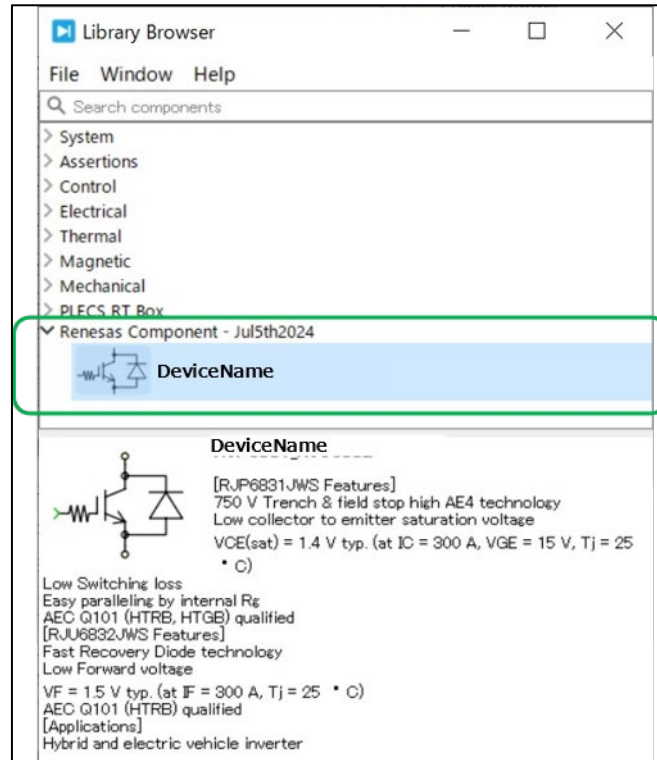 Library Browser
File Window Help
Search components
System
Assertions
Control
Electrical
Thermal
Magnetic
Mechanical
PLECS RT Box
Renesas Component - Jul5th2024
DeviceName
DeviceName
[RJP6831JWS Features]
750 V Trench & field stop high AE4 technology
Low collector to emitter saturation voltage
VCE(sat) = 1.4 V typ. (at IC = 300 A, VGE = 15 V, Tj = 25
° C)
Low Switching loss
Easy paralleling by internal Rg
AEC Q101 (HTRB, HTGB) qualified
[RJU6832JWS Features]
Fast Recovery Diode technology
Low Forward voltage
VF = 1.5 V typ. (at IF = 300 A, Tj = 25 ° C)
AEC Q101 (HTRB) qualified
[Applications]
Hybrid and electric vehicle inverter